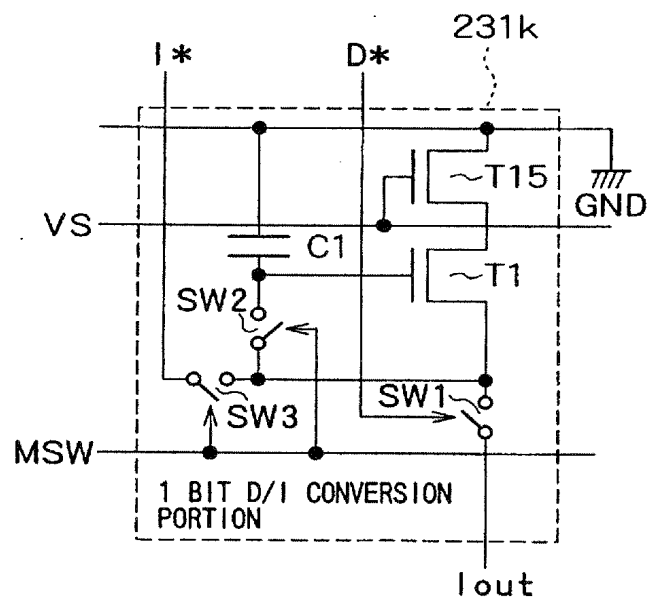 231k
I*
D*
T15
GND
VS
C1
T1
SW2
SW1
SW3
MSW
1 BIT D/I CONVERSION
PORTION
Iout